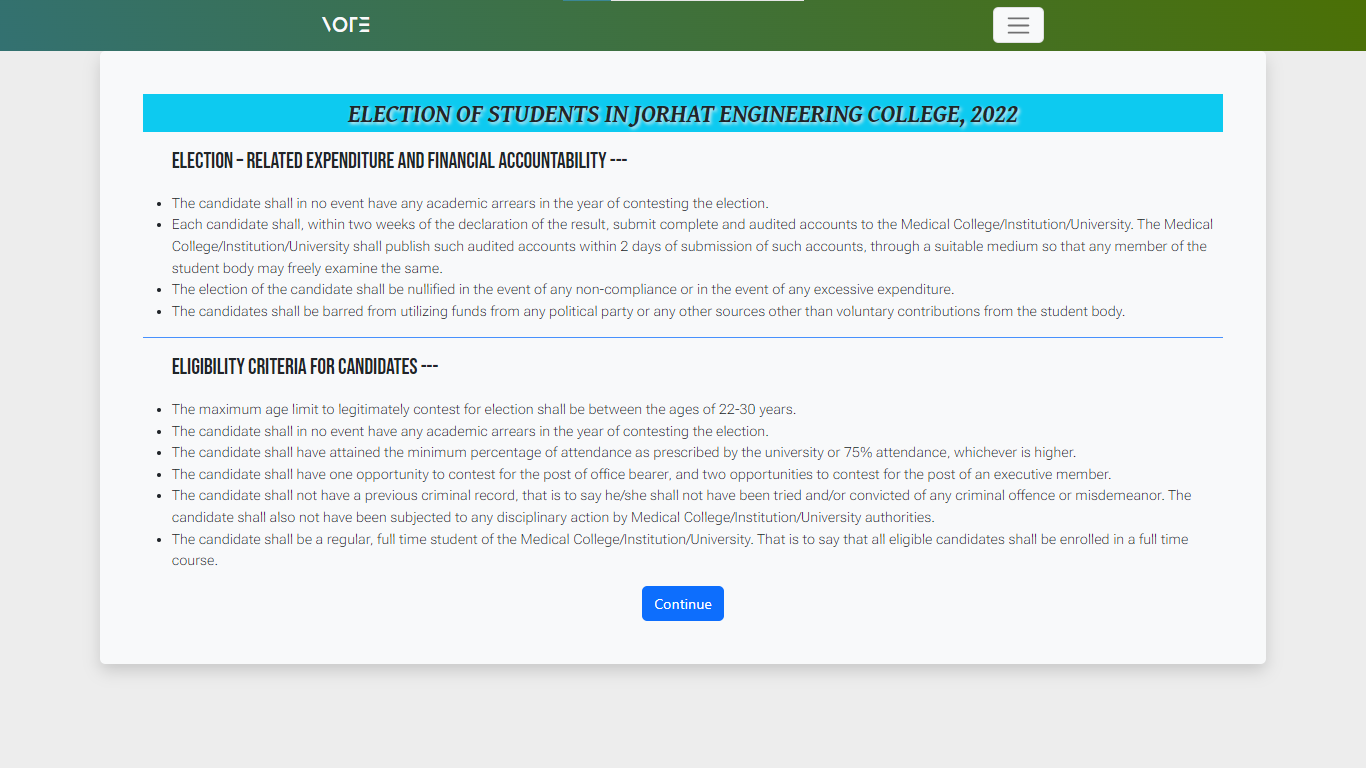 VOTE
ELECTION OF STUDENTS IN JORHAT ENGINEERING COLLEGE, 2022
ELECTION – RELATED EXPENDITURE AND FINANCIAL ACCOUNTABILITY ---
• The candidate shall in no event have any academic arrears in the year of contesting the election.
• Each candidate shall, within two weeks of the declaration of the result, submit complete and audited accounts to the Medical College/Institution/University. The Medical
College/Institution/University shall publish such audited accounts within 2 days of submission of such accounts, through a suitable medium so that any member of the
student body may freely examine the same.
• The election of the candidate shall be nullified in the event of any non-compliance or in the event of any excessive expenditure.
• The candidates shall be barred from utilizing funds from any political party or any other sources other than voluntary contributions from the student body.
ELIGIBILITY CRITERIA FOR CANDIDATES ---
• The maximum age limit to legitimately contest for election shall be between the ages of 22-30 years.
• The candidate shall in no event have any academic arrears in the year of contesting the election.
• The candidate shall have attained the minimum percentage of attendance as prescribed by the university or 75% attendance, whichever is higher.
• The candidate shall have one opportunity to contest for the post of office bearer, and two opportunities to contest for the post of an executive member.
• The candidate shall not have a previous criminal record, that is to say he/she shall not have been tried and/or convicted of any criminal offence or misdemeanor. The
candidate shall also not have been subjected to any disciplinary action by Medical College/Institution/University authorities.
• The candidate shall be a regular, full time student of the Medical College/Institution/University. That is to say that all eligible candidates shall be enrolled in a full time
course.
Continue